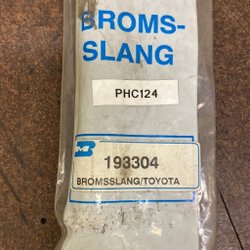 BROMS-
SLANG
PHC124
193304
BROMSSLANG/TOYOTA